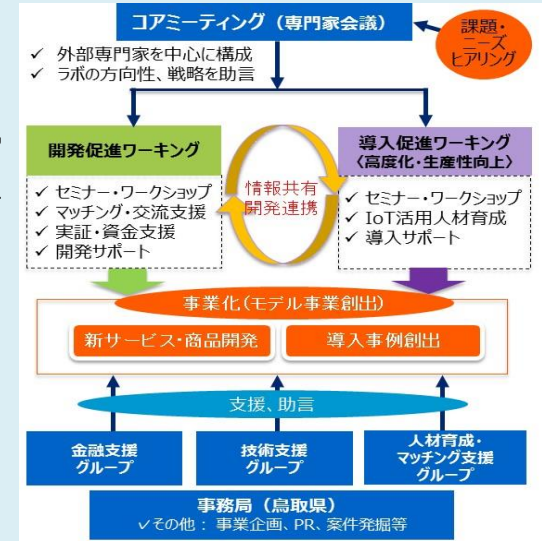 コアミーティング（専門家会議）
課題・
ニーズ
ヒアリング
✓ 外部専門家を中心に構成
✓ ラボの方向性、戦略を助言
開発促進ワーキング
導入促進ワーキング
〈高度化・生産性向上〉
✓ セミナー・ワークショップ
✓ マッチング・交流支援
✓ 実証・資金支援
✓ 開発サポート
情報共有
開発連携
✓ セミナー・ワークショップ
✓ IoT活用人材育成
✓ 導入サポート
事業化（モデル事業創出）
新サービス・商品開発
導入事例創出
支援、助言
金融支援
グループ
技術支援
グループ
人材育成・
マッチング支援
グループ
事務局（鳥取県）
✓その他： 事業企画、PR、案件発掘等